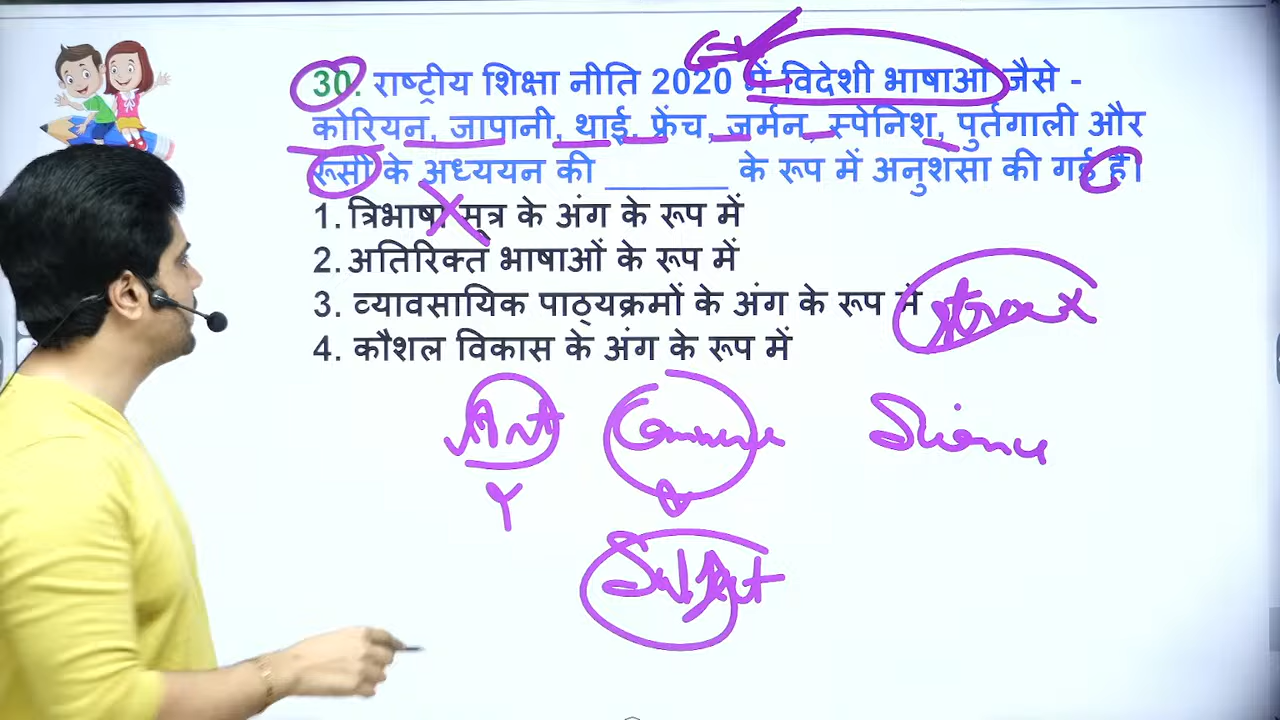 30. राष्ट्रीय शिक्षा नीति 2020 में विदेशी भाषाओं जैसे -
कोरियन, जापानी, थाई, फ्रेंच, जर्मन, स्पेनिश, पुर्तगाली और
रूसी के अध्ययन की ________ के रूप में अनुशंसा की गई है।
1. त्रिभाषा सूत्र के अंग के रूप में
2. अतिरिक्त भाषाओं के रूप में
3. व्यावसायिक पाठ्यक्रमों के अंग के रूप में
4. कौशल विकास के अंग के रूप में
Art Commerce Science